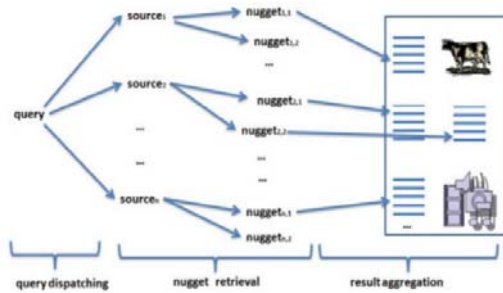 source₁
nugget₁,₁
nugget₁,₂
...
source₂
nugget₂,₁
query
nugget₂,₂
...
...
...
...
sourceₙ
nuggetₙ,₁
nuggetₙ,₂
...
query dispatching
nugget retrieval
result aggregation